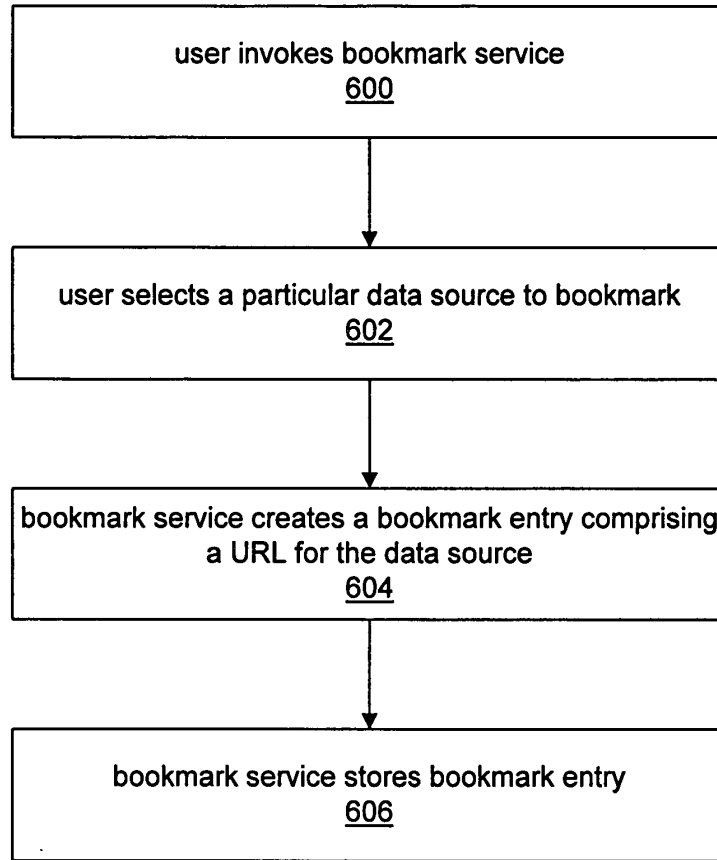 user invokes bookmark service
600
user selects a particular data source to bookmark
602
bookmark service creates a bookmark entry comprising
a URL for the data source
604
bookmark service stores bookmark entry
606